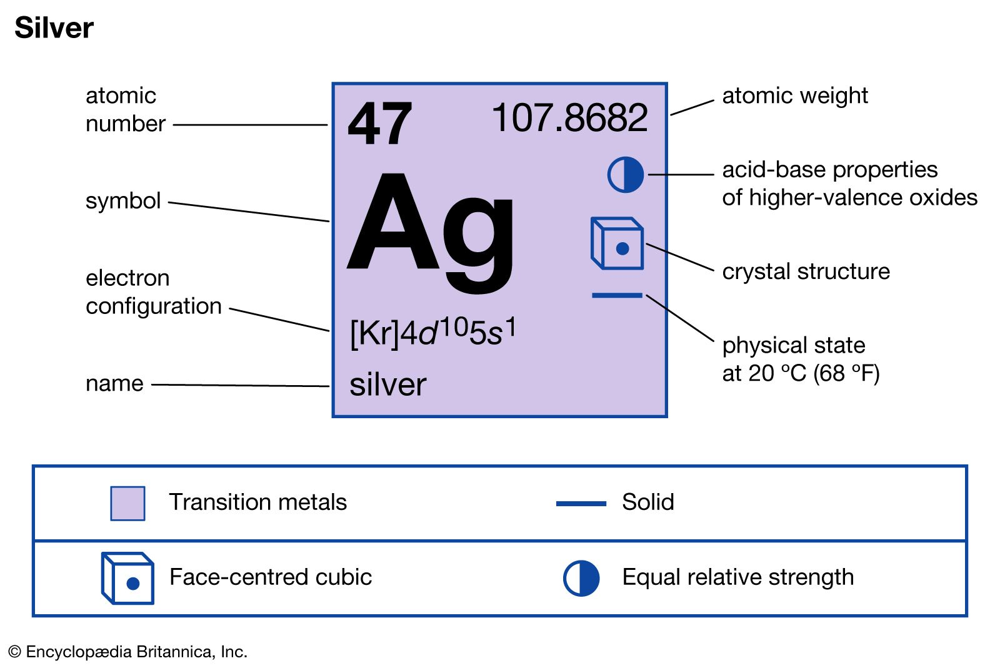 Silver
atomic
number
47
107.8682
atomic weight
acid-base properties
of higher-valence oxides
symbol
Ag
crystal structure
electron
configuration
[Kr]4d¹⁰5s¹
physical state
at 20 ºC (68 ºF)
name
silver
Transition metals
Solid
Face-centred cubic
Equal relative strength
© Encyclopædia Britannica, Inc.